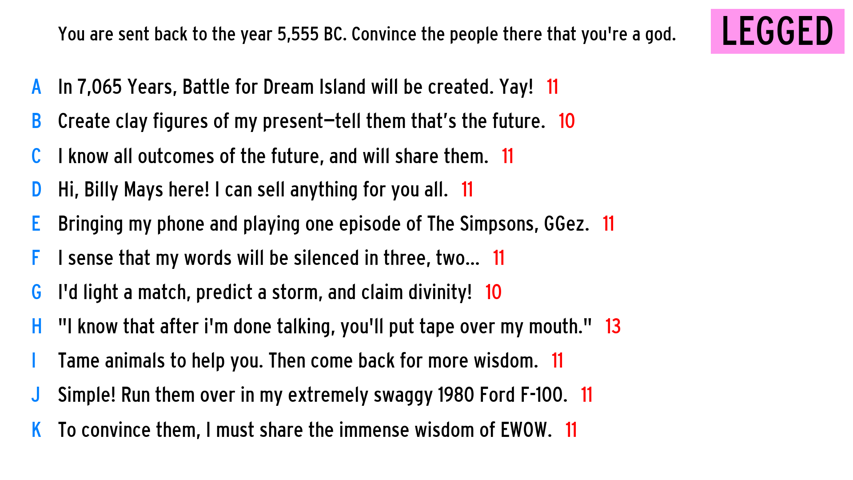 You are sent back to the year 5,555 BC. Convince the people there that you're a god.
LEGGED
A In 7,065 Years, Battle for Dream Island will be created. Yay! 11
B Create clay figures of my present—tell them that's the future. 10
C I know all outcomes of the future, and will share them. 11
D Hi, Billy Mays here! I can sell anything for you all. 11
E Bringing my phone and playing one episode of The Simpsons, GGez. 11
F I sense that my words will be silenced in three, two... 11
G I'd light a match, predict a storm, and claim divinity! 10
H "I know that after i'm done talking, you'll put tape over my mouth." 13
I Tame animals to help you. Then come back for more wisdom. 11
J Simple! Run them over in my extremely swaggy 1980 Ford F-100. 11
K To convince them, I must share the immense wisdom of EWOW. 11